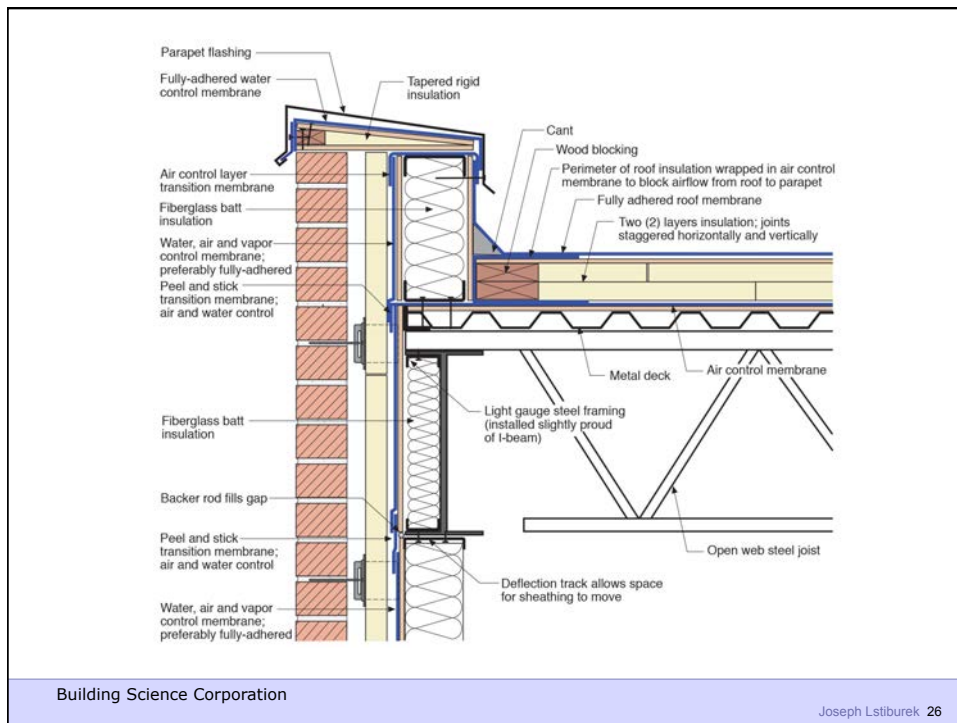 Parapet flashing
Fully-adhered water
control membrane
Tapered rigid
insulation
Cant
Wood blocking
Perimeter of roof insulation wrapped in air control
membrane to block airflow from roof to parapet
Fully adhered roof membrane
Two (2) layers insulation; joints
staggered horizontally and vertically
Air control layer
transition membrane
Fiberglass batt
insulation
Water, air and vapor
control membrane;
preferably fully-adhered
Peel and stick
transition membrane;
air and water control
Metal deck
Air control membrane
Light gauge steel framing
(installed slightly proud
of I-beam)
Fiberglass batt
insulation
Backer rod fills gap
Peel and stick
transition membrane;
air and water control
Open web steel joist
Deflection track allows space
for sheathing to move
Water, air and vapor
control membrane;
preferably fully-adhered
Building Science Corporation
Joseph Lstiburek 26